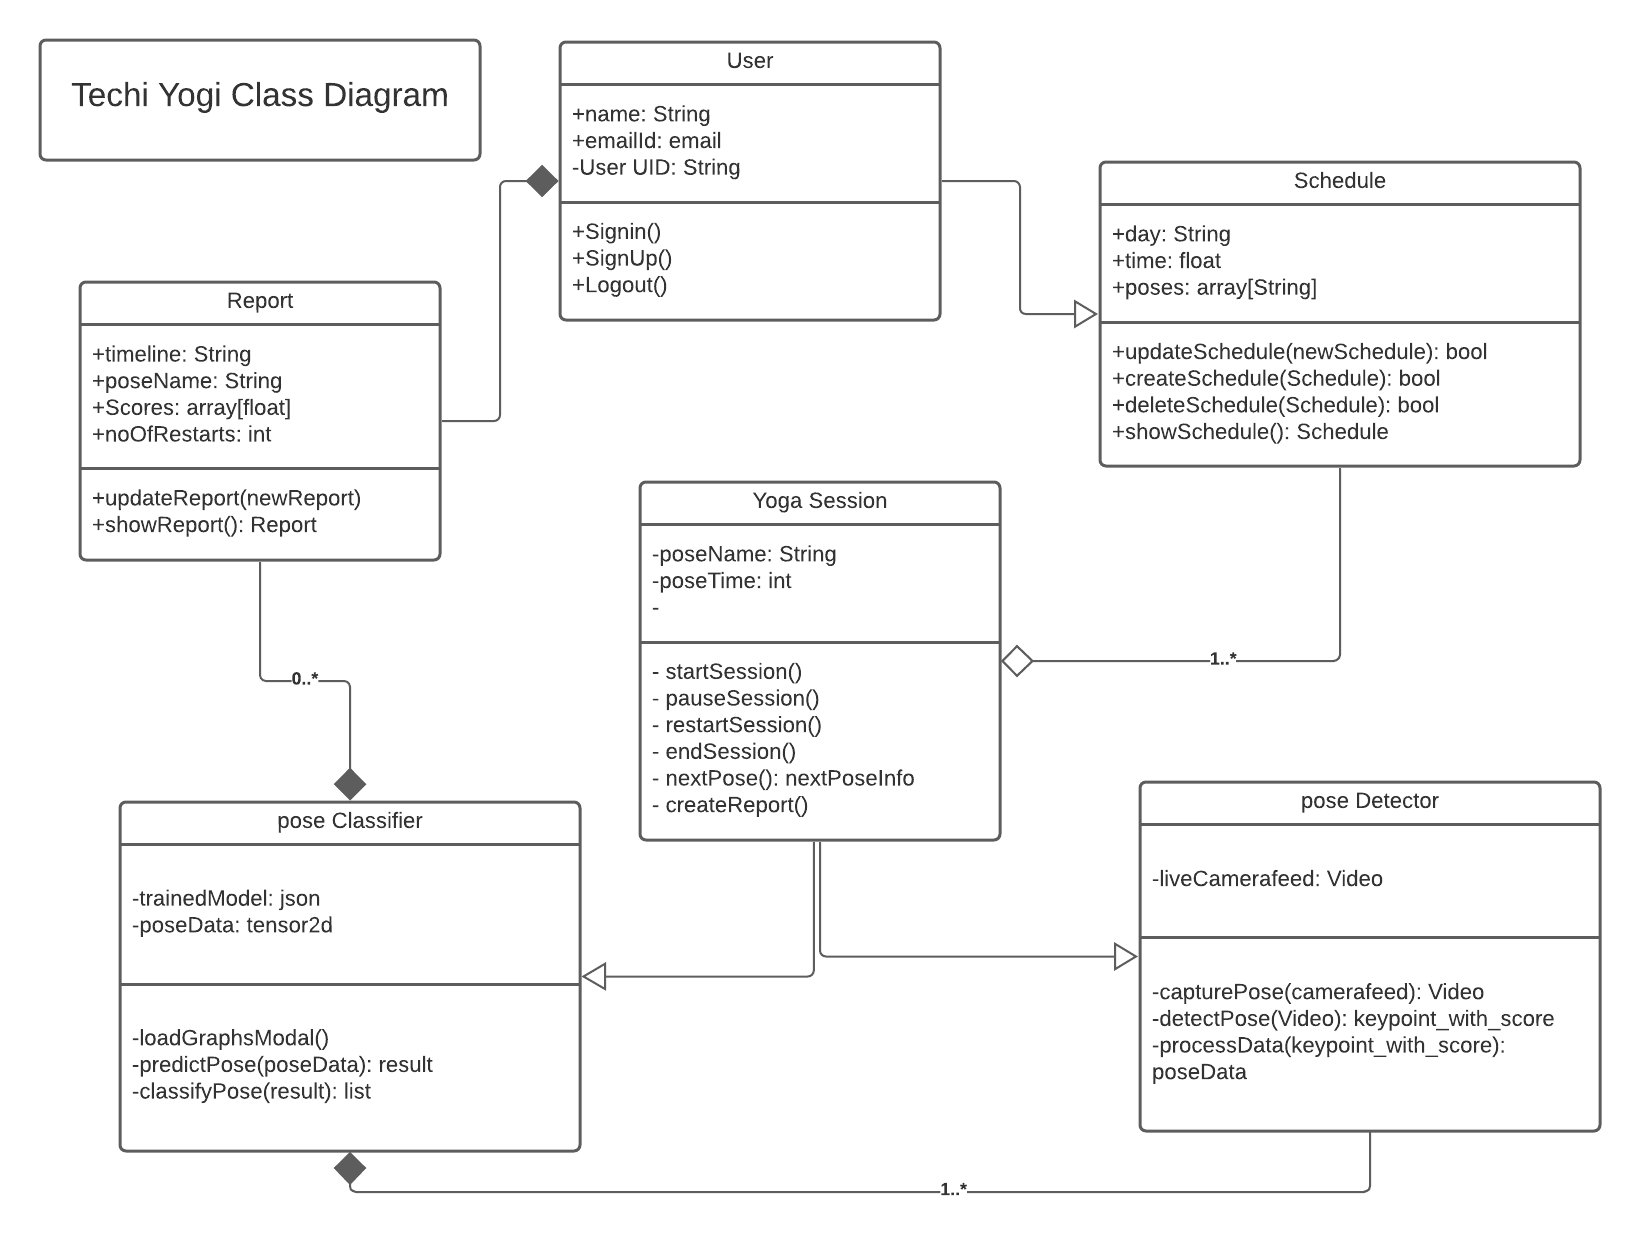 Techi Yogi Class Diagram
User
+name: String
+emailId: email
-User UID: String
+Signin()
+SignUp()
+Logout()
Schedule
+day: String
+time: float
+poses: array[String]
+updateSchedule(newSchedule): bool
+createSchedule(Schedule): bool
+deleteSchedule(Schedule): bool
+showSchedule(): Schedule
Report
+timeline: String
+poseName: String
+Scores: array[float]
+noOfRestarts: int
+updateReport(newReport)
+showReport(): Report
Yoga Session
-poseName: String
-poseTime: int
-
- startSession()
- pauseSession()
- restartSession()
- endSession()
- nextPose(): nextPoseInfo
- createReport()
1..*
0..*
pose Classifier
-trainedModel: json
-poseData: tensor2d
-loadGraphsModal()
-predictPose(poseData): result
-classifyPose(result): list
pose Detector
-liveCamerafeed: Video
-capturePose(camerafeed): Video
-detectPose(Video): keypoint_with_score
-processData(keypoint_with_score):
poseData
1..*